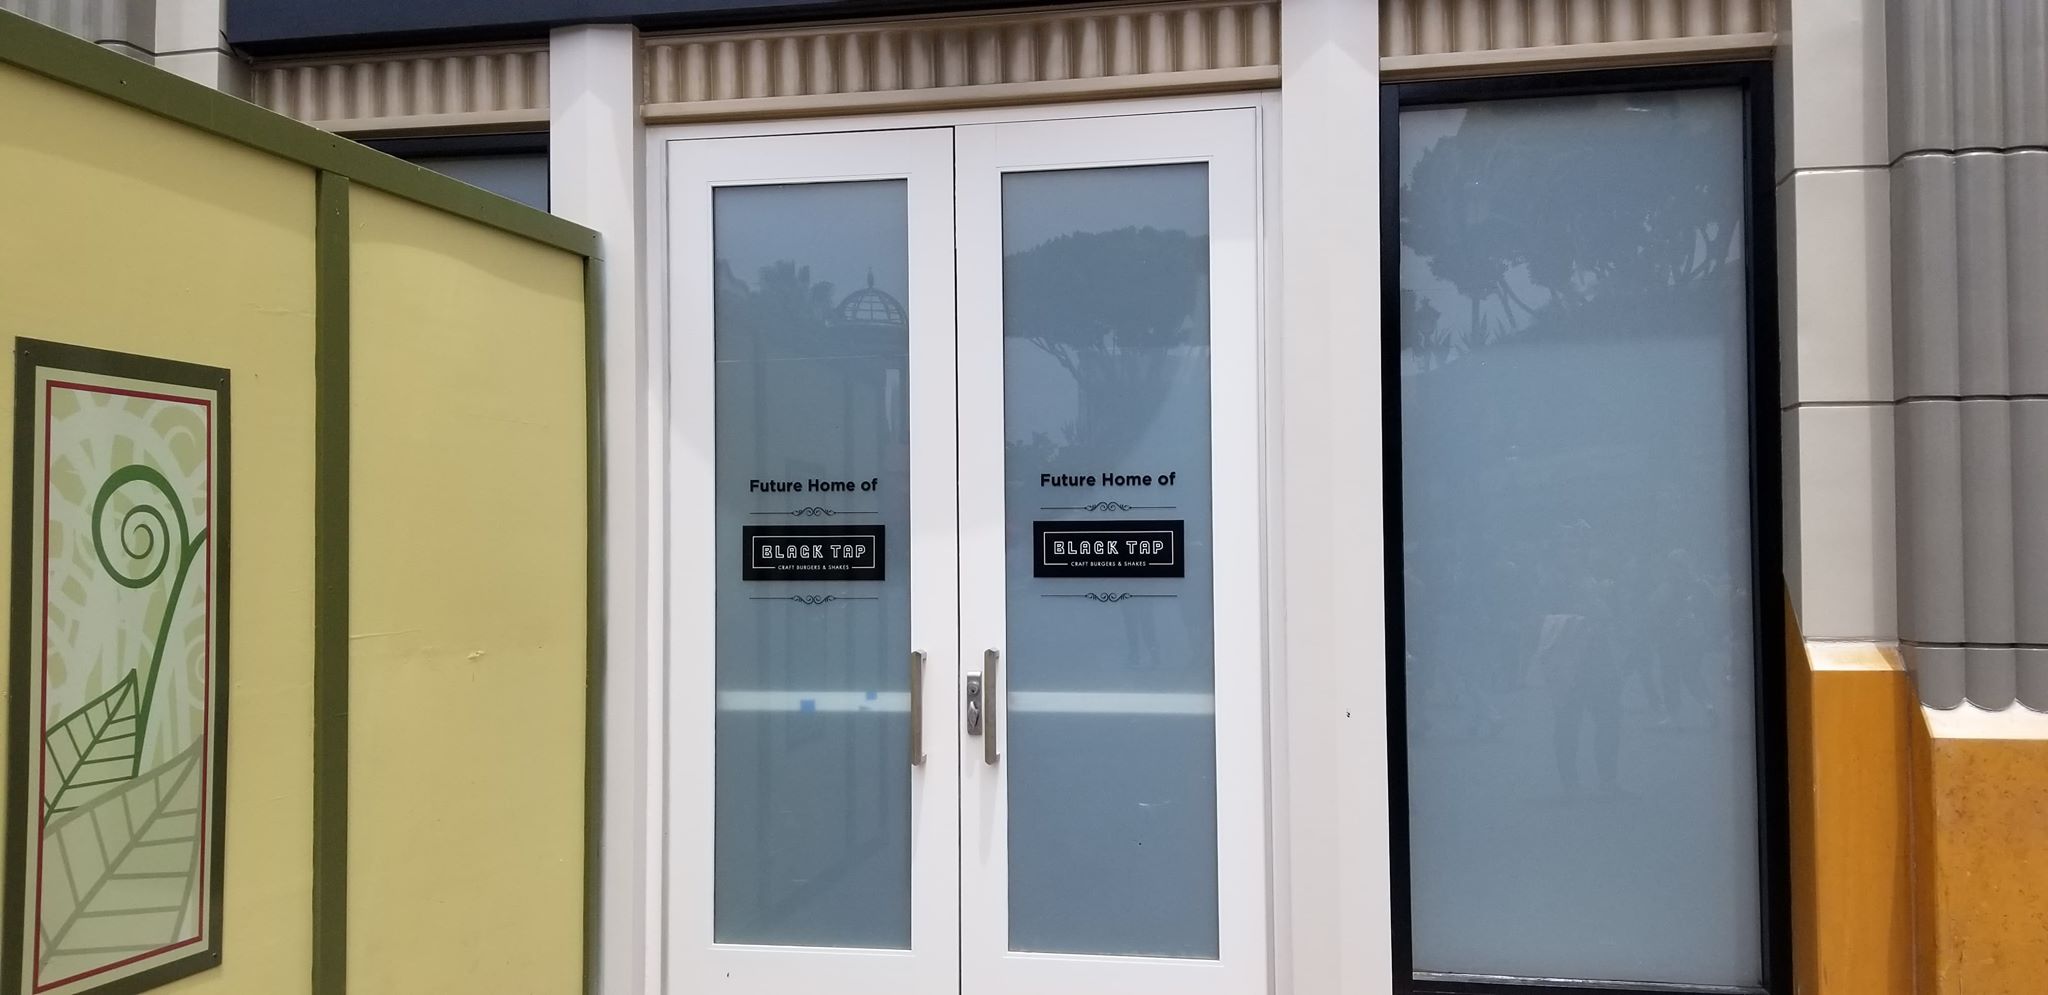 Future Home of
BLACK TAP
CRAFT BURGERS & SHAKES
Future Home of
BLACK TAP
CRAFT BURGERS & SHAKES